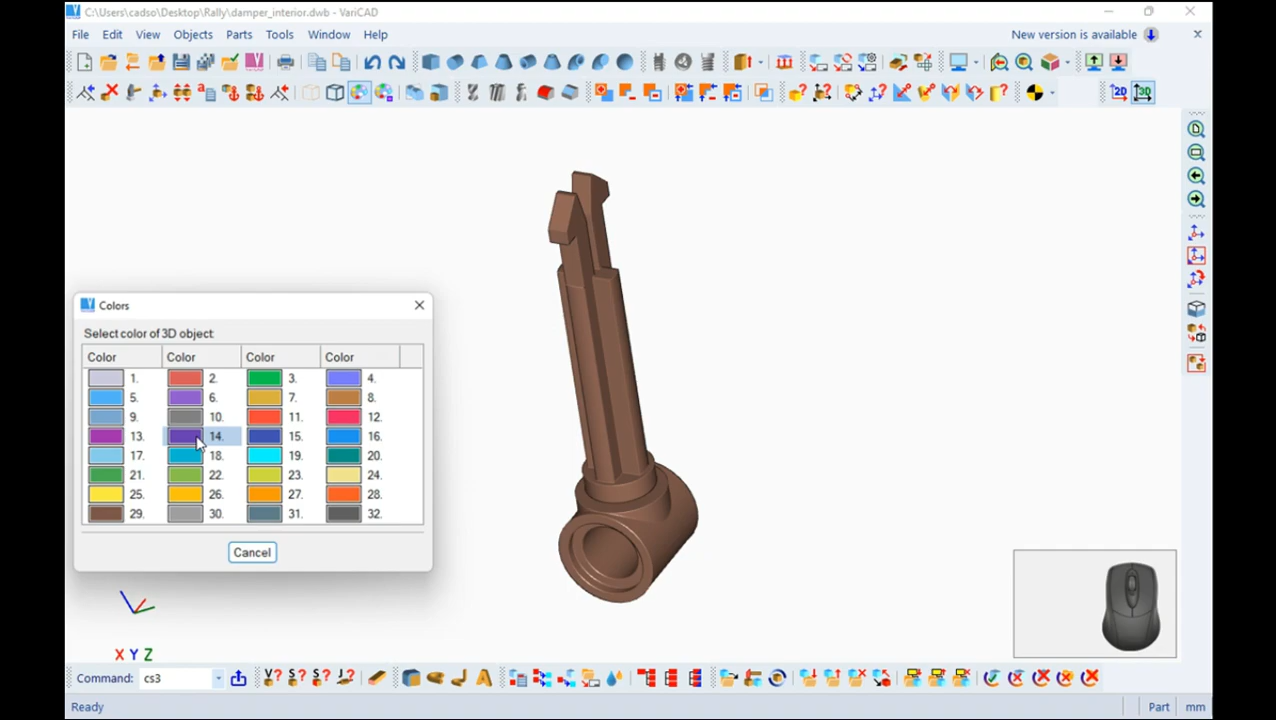 C:\Users\cadso\Desktop\Rally\damper_interior.dwb - VariCAD
File Edit View Objects Parts Tools Window Help New version is available
2D 3D
Colors
Select color of 3D object:
Color Color Color Color
1. 2. 3. 4.
5. 6. 7. 8.
9. 10. 11. 12.
13. 14. 15. 16.
17. 18. 19. 20.
21. 22. 23. 24.
25. 26. 27. 28.
29. 30. 31. 32.
Cancel
X Y Z
Command: cs3
V? S? S? J?
Ready Part mm